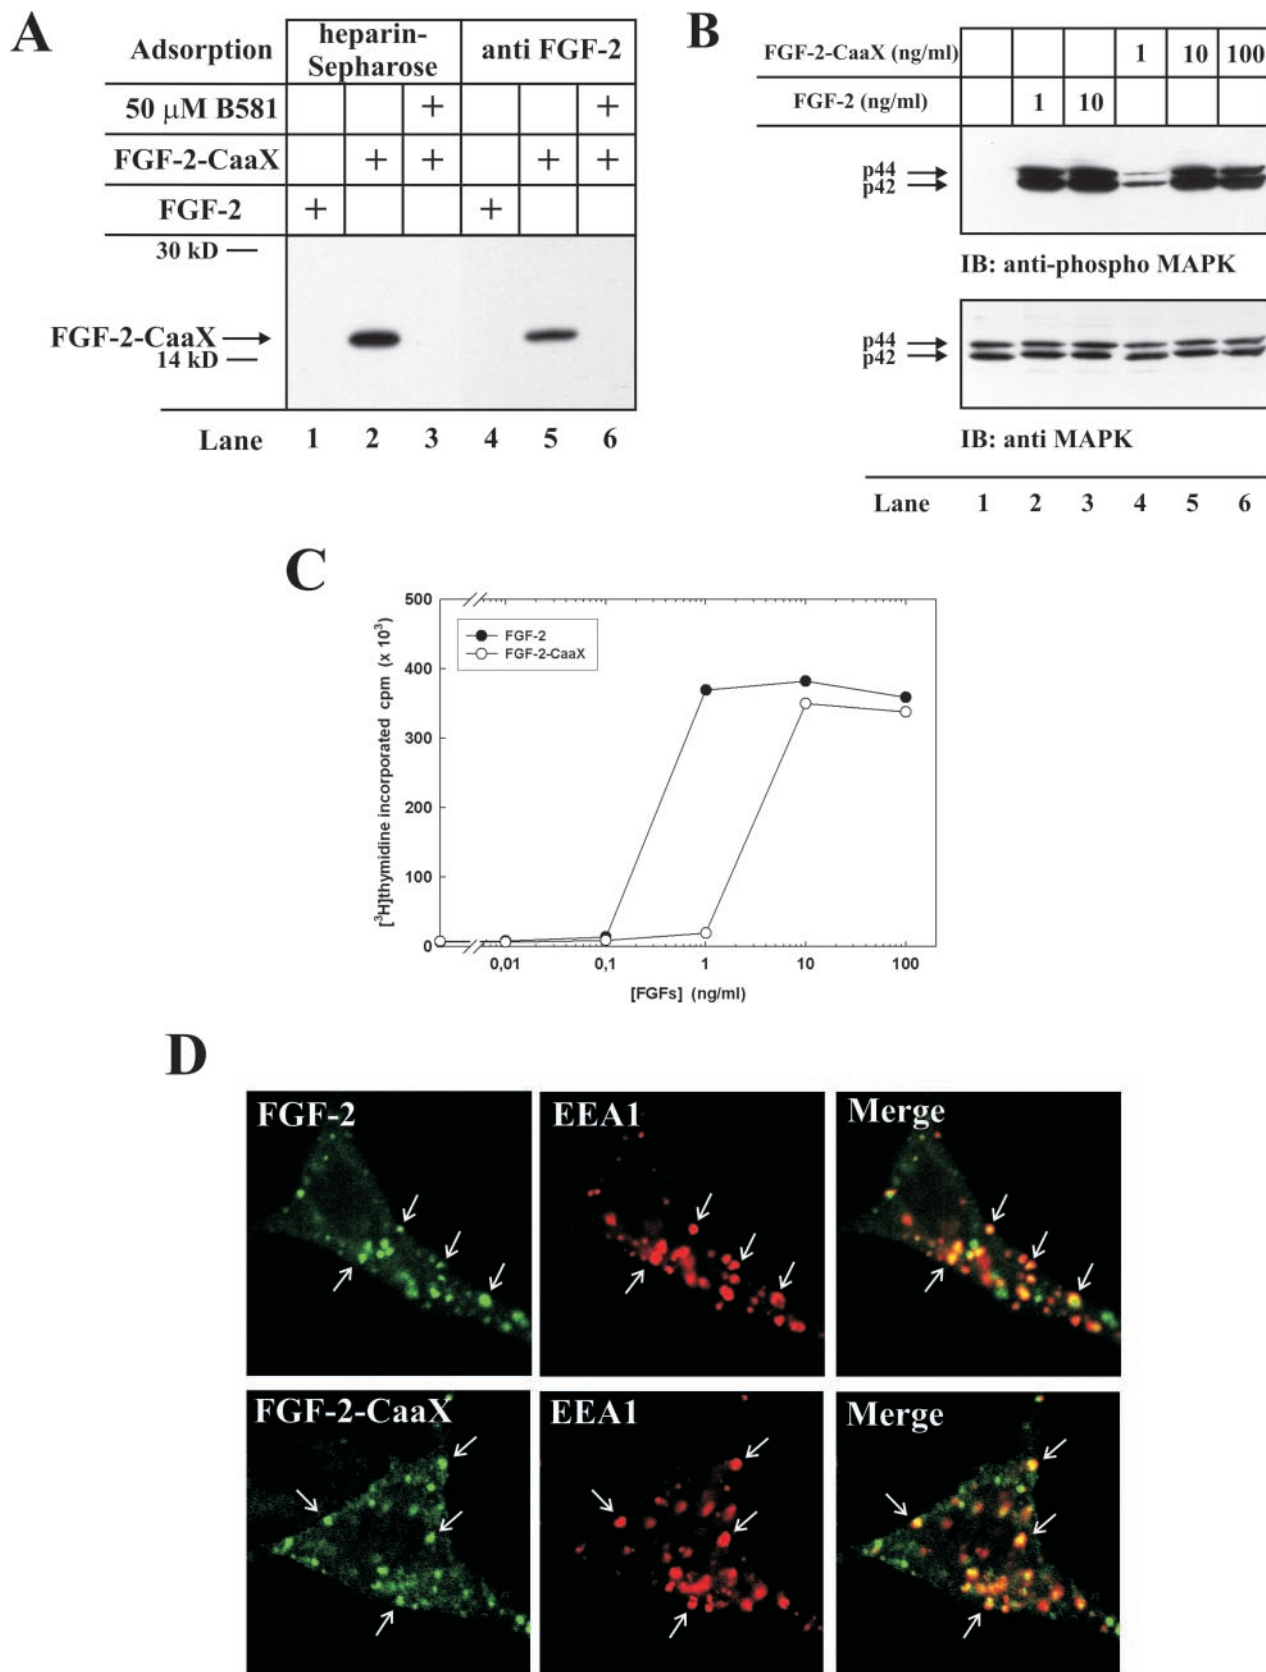 A
Adsorption
heparin-
Sepharose
anti FGF-2
50 μM B581
+
+
FGF-2-CaaX
+
+
+
+
FGF-2
+
+
30 kD
FGF-2-CaaX
14 kD
Lane 1 2 3 4 5 6
B
FGF-2-CaaX (ng/ml)
1
10
100
FGF-2 (ng/ml)
1
10
p44
p42
IB: anti-phospho MAPK
p44
p42
IB: anti MAPK
Lane 1 2 3 4 5 6
C
[³H]thymidine incorporated cpm (x 10³)
500
400
300
200
100
0
FGF-2
FGF-2-CaaX
0,01 0,1 1 10 100
[FGFs] (ng/ml)
D
FGF-2
EEA1
Merge
FGF-2-CaaX
EEA1
Merge